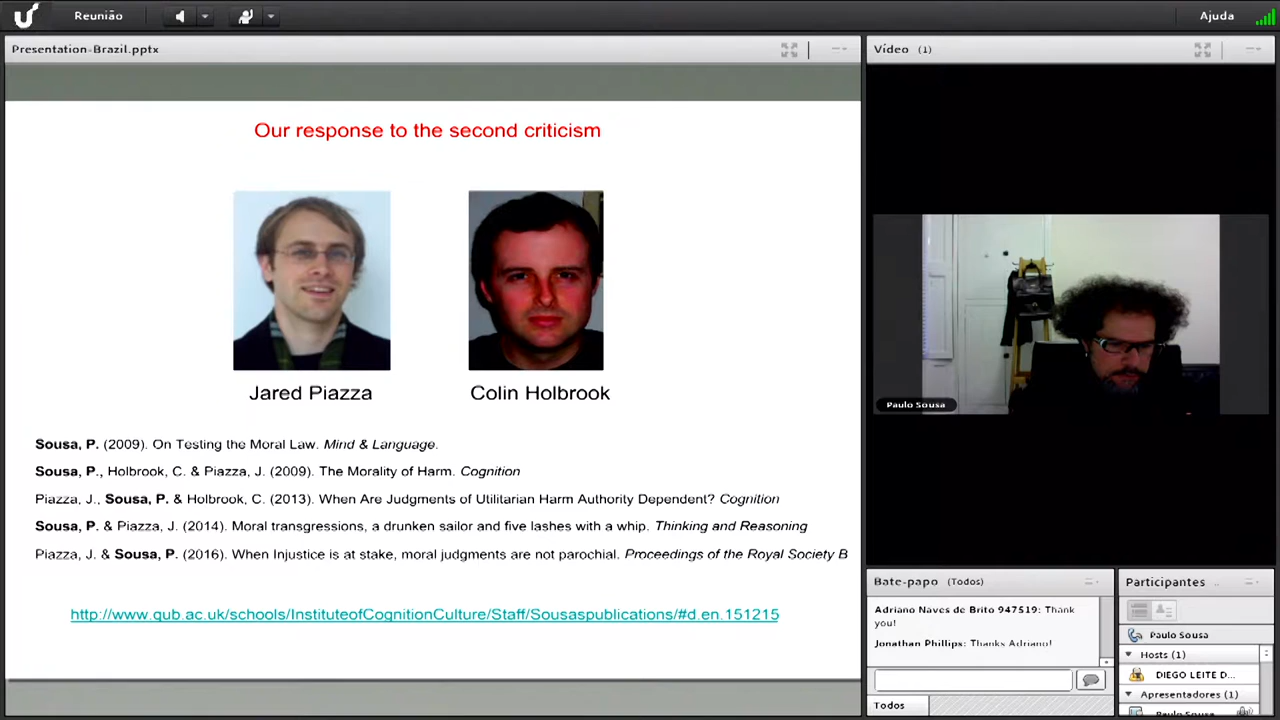 Reunião
Ajuda
Presentation-Brazil.pptx
Vídeo (1)
Our response to the second criticism
Jared Piazza
Colin Holbrook
Sousa, P. (2009). On Testing the Moral Law. Mind & Language.
Sousa, P., Holbrook, C. & Piazza, J. (2009). The Morality of Harm. Cognition
Piazza, J., Sousa, P. & Holbrook, C. (2013). When Are Judgments of Utilitarian Harm Authority Dependent? Cognition
Sousa, P. & Piazza, J. (2014). Moral transgressions, a drunken sailor and five lashes with a whip. Thinking and Reasoning
Piazza, J. & Sousa, P. (2016). When Injustice is at stake, moral judgments are not parochial. Proceedings of the Royal Society B
http://www.qub.ac.uk/schools/InstituteofCognitionCulture/Staff/Sousaspublications/#d.en.151215
Paulo Sousa
Bate-papo (Todos)
Adriano Naves de Brito 947519: Thank
you!
Jonathan Phillips: Thanks Adriano!
Todos
Participantes ..
Paulo Sousa
Hosts (1)
DIEGO LEITE D...
Apresentadores (1)
Paulo Sousa